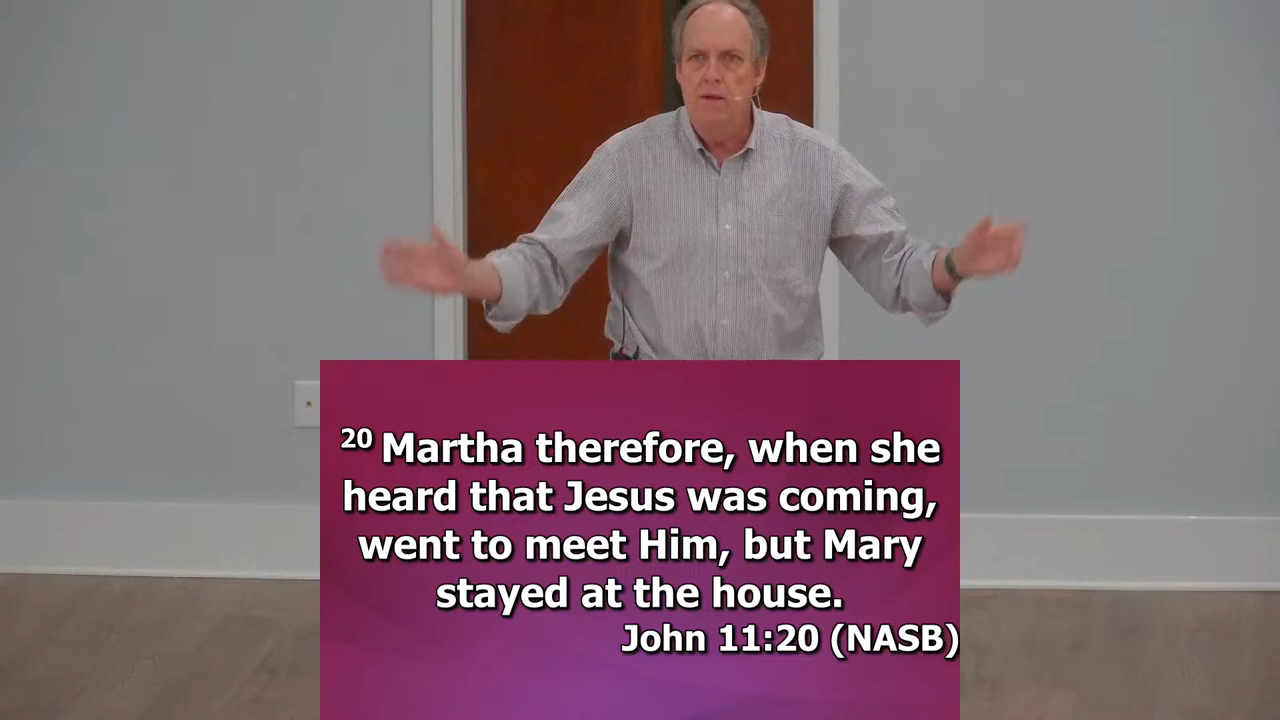 20 Martha therefore, when she
heard that Jesus was coming,
went to meet Him, but Mary
stayed at the house.
John 11:20 (NASB)